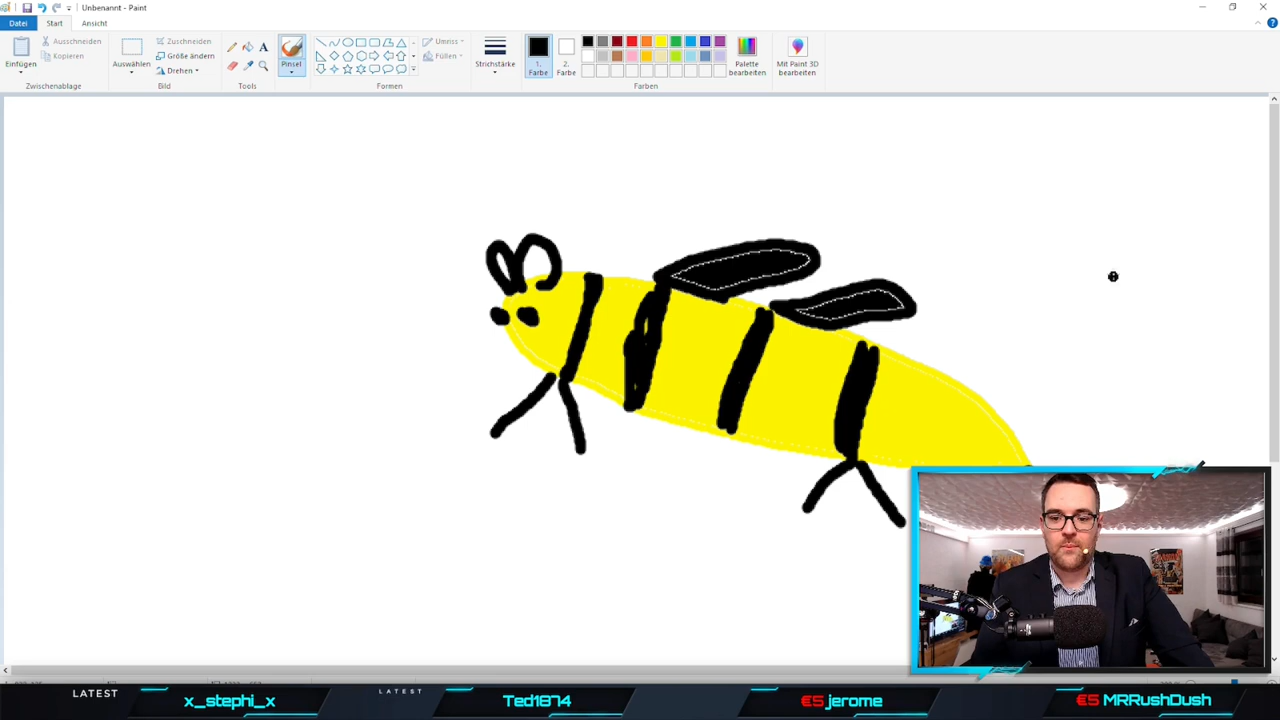 Unbenannt - Paint
Datei Start Ansicht
Einfügen
Ausschneiden
Kopieren
Zwischenablage
Auswählen
Zuschneiden
Größe ändern
Drehen
Bild
Tools
Pinsel
Umriss
Füllen
Formen
Strichstärke
1. Farbe
2. Farbe
Palette bearbeiten
Farben
Mit Paint 3D bearbeiten
LATEST x_stephi_x
LATEST Ted1874
€5 jerome
€5 MRRushDush